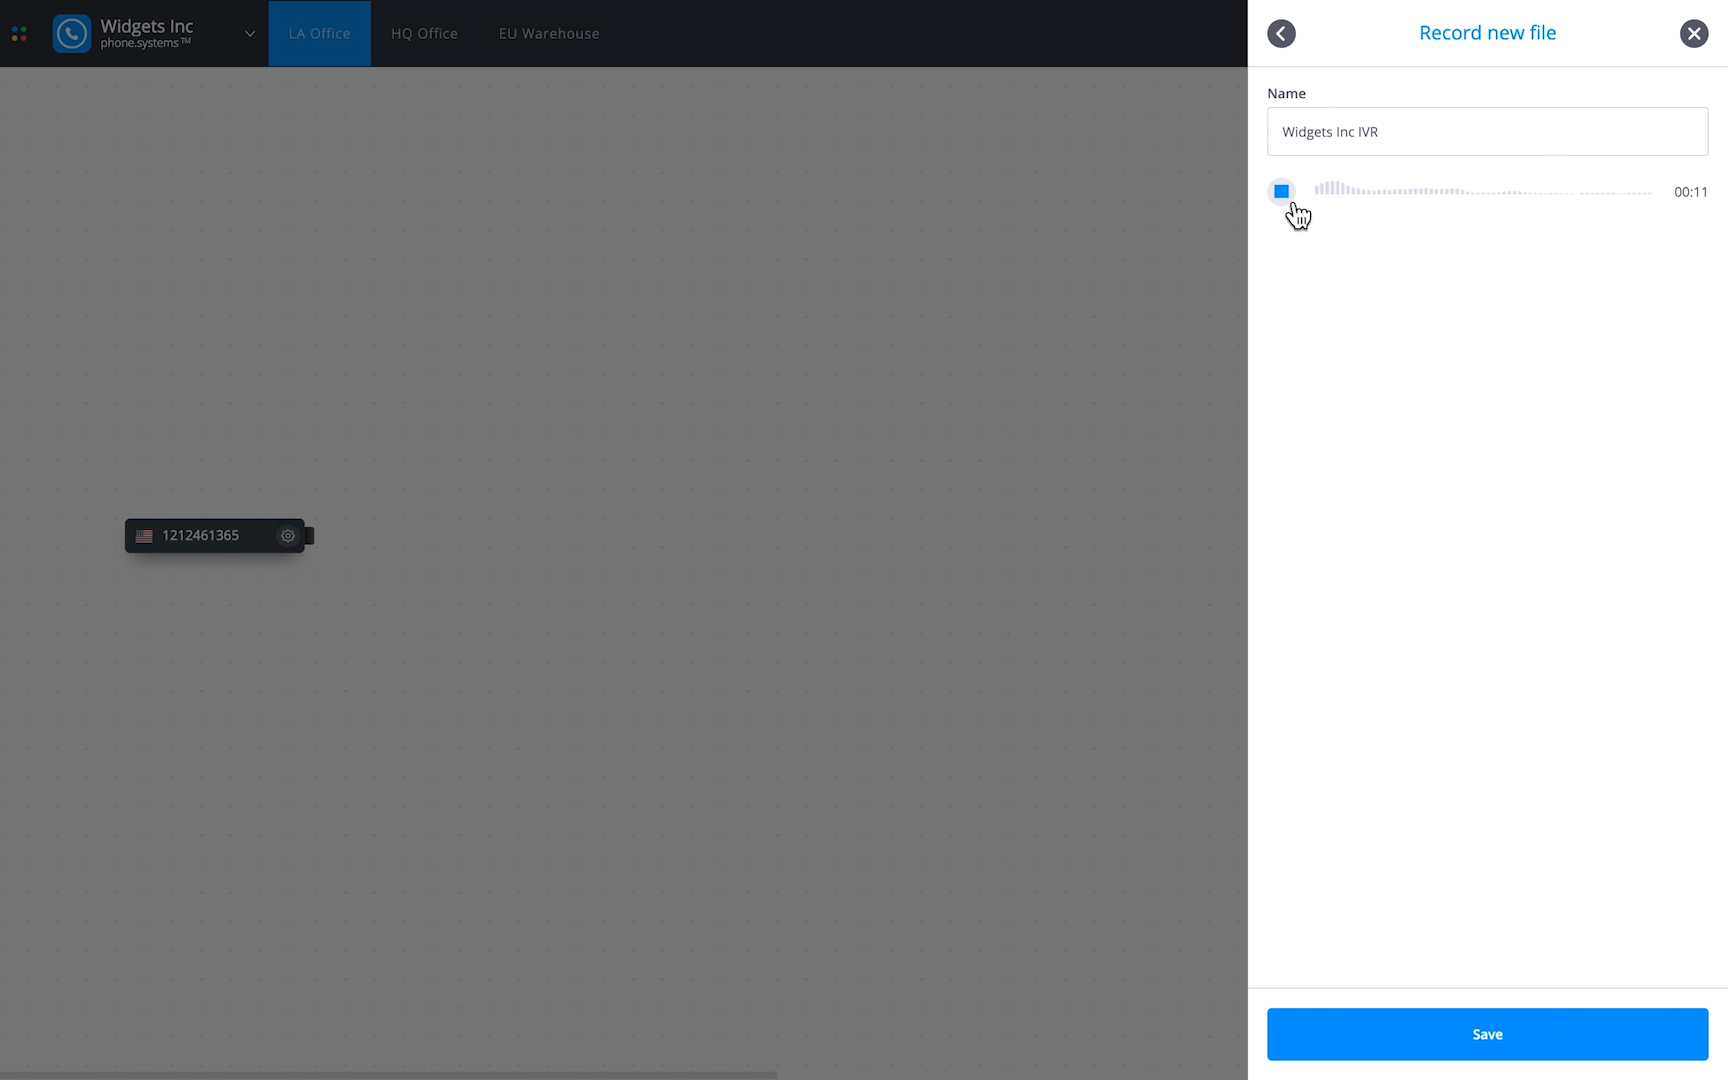 Widgets Inc
phone.systems™
LA Office
HQ Office
EU Warehouse
Record new file
Name
Widgets Inc IVR
00:11
1212461365
Save